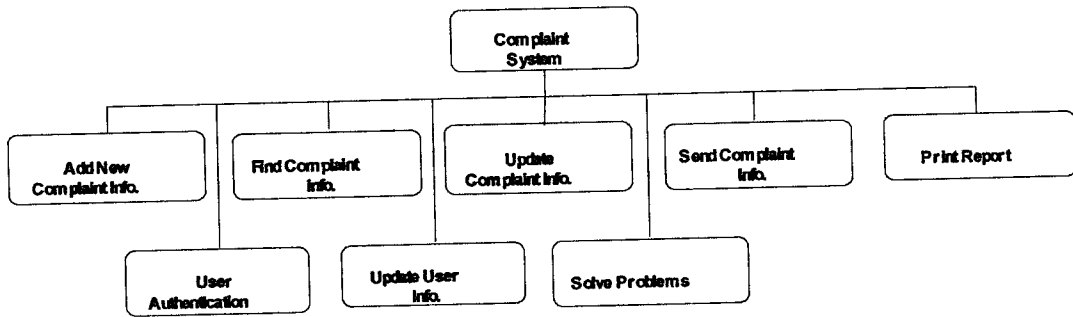 Complaint
System
Add New
Complaint Info.
Find Complaint
Info.
Update
Complaint Info.
Send Complaint
Info.
Print Report
User
Authentication
Update User
Info.
Solve Problems